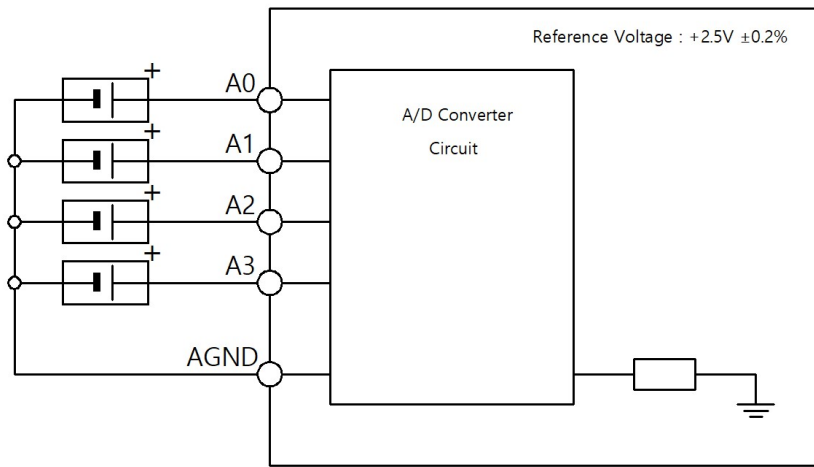 Reference Voltage : +2.5V ±0.2%
+
A0
A/D Converter
+
A1
Circuit
+
A2
+
A3
AGND